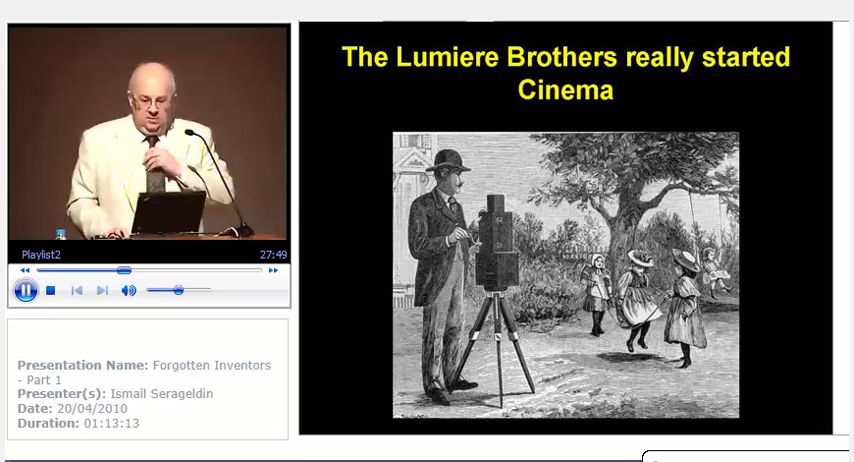 The Lumiere Brothers really started
Cinema
Playlist2 27:49
Presentation Name: Forgotten Inventors
- Part 1
Presenter(s): Ismail Serageldin
Date: 20/04/2010
Duration: 01:13:13